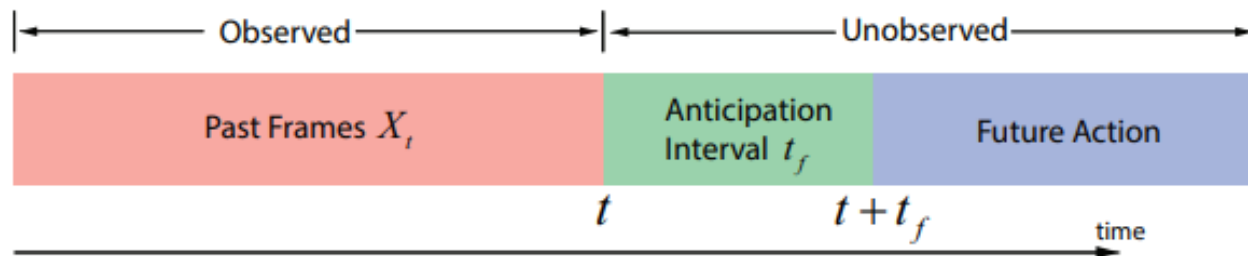 Observed
Unobserved
Past Frames X_t
Anticipation
Interval t_f
Future Action
t
t + t_f
time